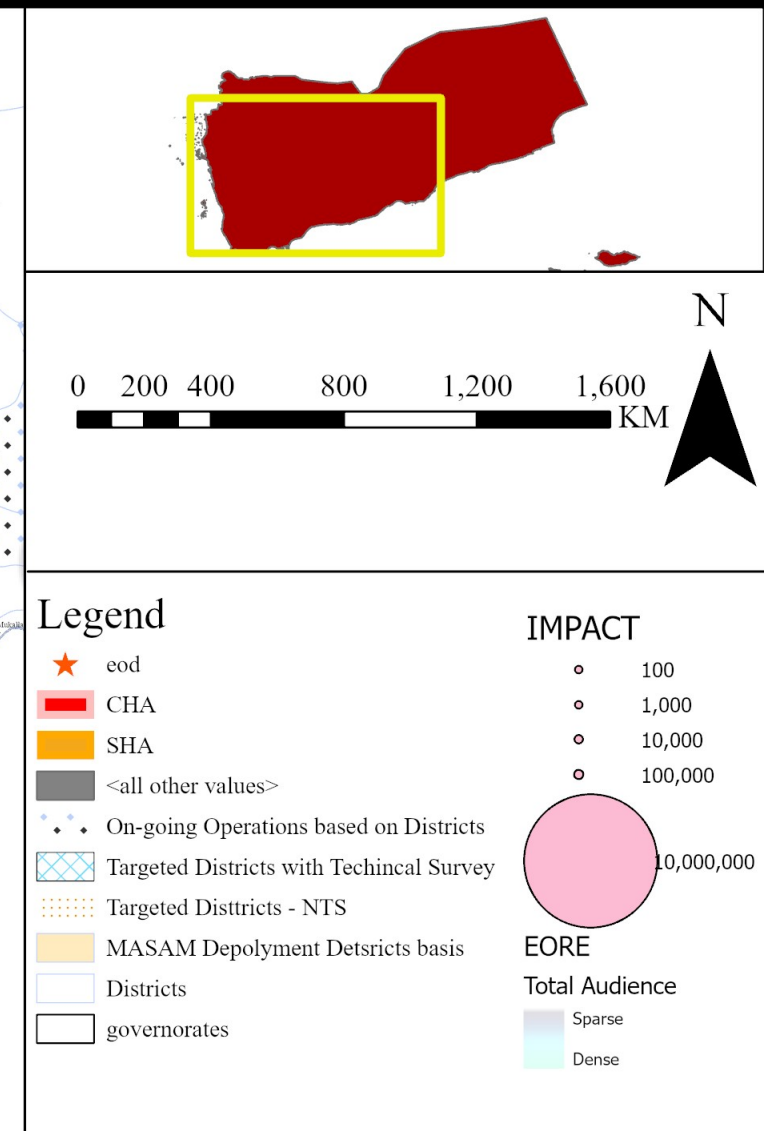 N
0 200 400 800 1,200 1,600
KM
Legend
eod
CHA
SHA
<all other values>
On-going Operations based on Districts
Targeted Districts with Techincal Survey
Targeted Disttricts - NTS
MASAM Depolyment Detsricts basis
Districts
governorates
IMPACT
100
1,000
10,000
100,000
10,000,000
EORE
Total Audience
Sparse
Dense